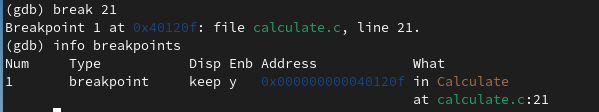 (gdb) break 21
Breakpoint 1 at 0x40120f: file calculate.c, line 21.
(gdb) info breakpoints
Num     Type           Disp Enb Address            What
1       breakpoint     keep y   0x000000000040120f in Calculate
                                                   at calculate.c:21